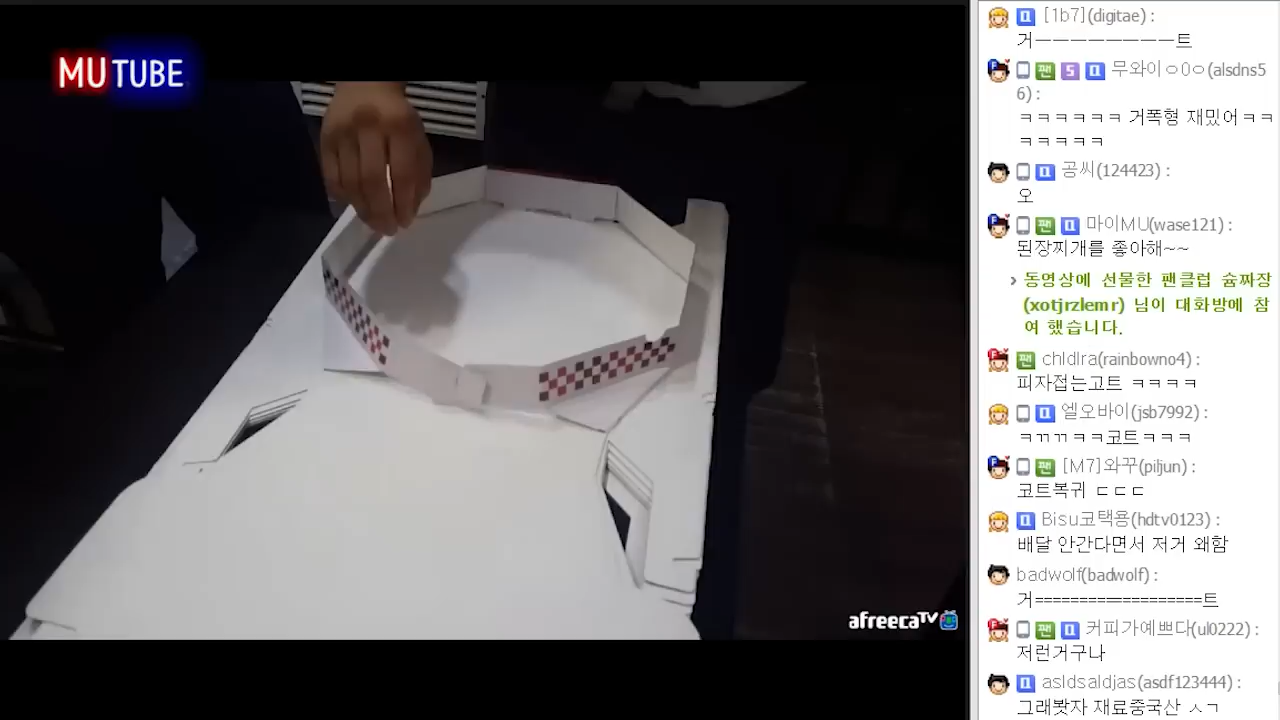 MUTUBE
afreecaTV
[1b7](digitae) :
거ㅡㅡㅡㅡㅡㅡㅡㅡ트
팬 S 무와이ㅇ0ㅇ(alsdns5
6) :
ㅋㅋㅋㅋㅋㅋ 거폭형 재밌어ㅋㅋ
ㅋㅋㅋㅋㅋ
공씨(124423) :
오
팬 마이MU(wase121) :
된장찌개를 좋아해~~
› 동영상에 선물한 팬클럽 슘짜장
(xotjrzlemr) 님이 대화방에 참
여 했습니다.
팬 chldlra(rainbowno4) :
피자접는고트 ㅋㅋㅋㅋ
엘오바이(jsb7992) :
ㅋㄲㄲㅋㅋ코트ㅋㅋㅋ
팬 [M7]와꾸(piljun) :
코트복귀 ㄷㄷㄷ
Bisu코택용(hdtv0123) :
배달 안간다면서 저거 왜함
badwolf(badwolf) :
거===================트
팬 커피가예쁘다(ul0222) :
저런거구나
asldsaldjas(asdf123444) :
그래봣자 재료중국산 ㅅㄱ